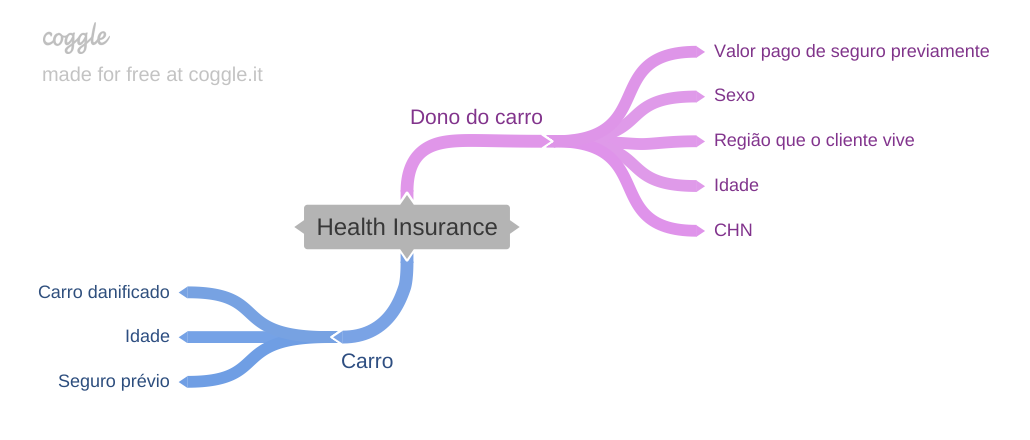 coggle
made for free at coggle.it
Valor pago de seguro previamente
Sexo
Dono do carro
Região que o cliente vive
Idade
Health Insurance
CHN
Carro danificado
Idade
Carro
Seguro prévio